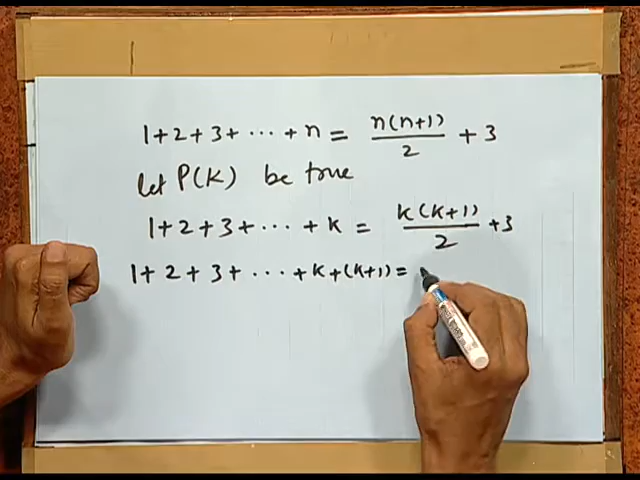 1+2+3+ ⋯ +n = n(n+1)/2 + 3
let P(K) be true
1+2+3+ ⋯ +k = k(k+1)/2 +3
1+2+3+ ⋯ +k+(k+1) =